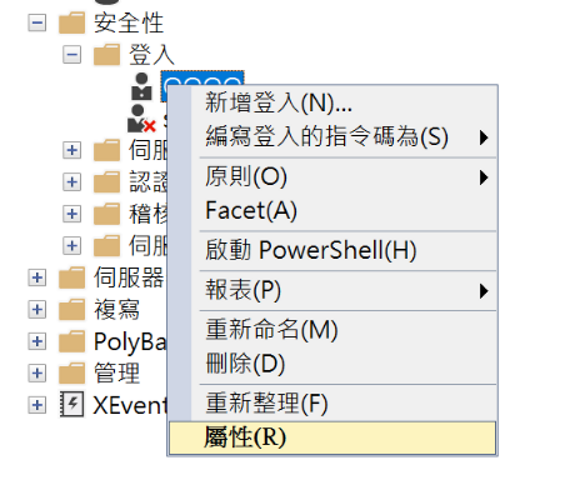 安全性
登入
新增登入(N)...
編寫登入的指令碼為(S)
原則(O)
Facet(A)
啟動 PowerShell(H)
報表(P)
重新命名(M)
刪除(D)
重新整理(F)
屬性(R)
伺服
認證
稽核
伺服
伺服器
複寫
PolyBa
管理
XEvent